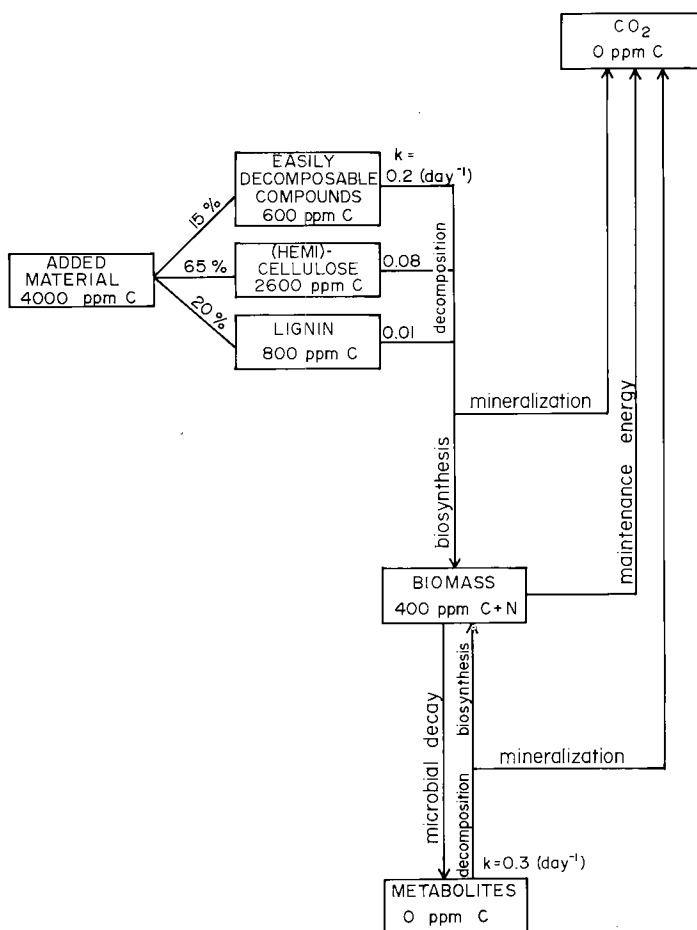 CO₂
0 ppm C
EASILY
DECOMPOSABLE
COMPOUNDS
600 ppm C
k =
0.2 (day⁻¹)
15 %
(HEMI)-
CELLULOSE
2600 ppm C
0.08
65 %
ADDED
MATERIAL
4000 ppm C
20%
LIGNIN
800 ppm C
0.01
decomposition
mineralization
biosynthesis
maintenance energy
BIOMASS
400 ppm C+N
microbial decay
biosynthesis
decomposition
mineralization
k=0.3 (day⁻¹)
METABOLITES
0 ppm C